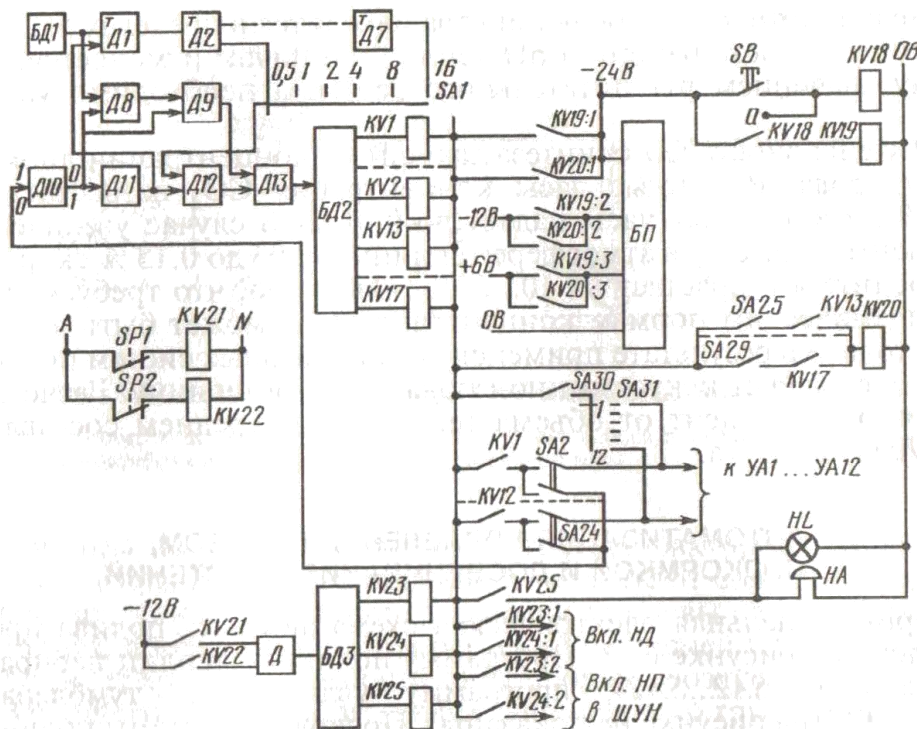 БД1
Т
Д1
Т
Д2
Т
Д7
0,5 1 2 4 8 16
SA1
Д8
Д9
1
0
Д10
0
1
Д11
Д12
Д13
БД2
KV1
KV2
KV13
KV17
-24В
KV19:1
KV20:1
-12В
KV19:2
KV20:2
+6В
KV19:3
KV20:3
0В
БП
SB
а
KV18
0В
KV18
KV19
SA25
KV13
KV20
SA29
KV17
А
N
SP1
KV21
SP2
KV22
SA30
SA31
1
12
KV1
SA2
KV12
SA24
к УА1...УА12
HL
HA
KV23
KV25
-12В
KV21
KV22
Д
БД3
KV24
KV25
KV23:1
KV24:1
Вкл. НД
KV23:2
KV24:2
Вкл. НП
в ШУН